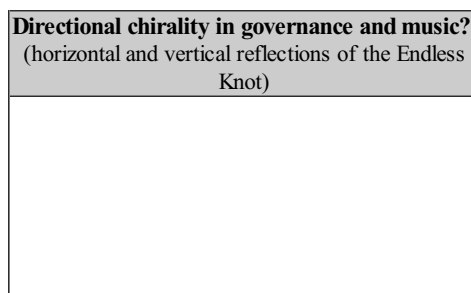 Directional chirality in governance and music?
(horizontal and vertical reflections of the Endless
Knot)